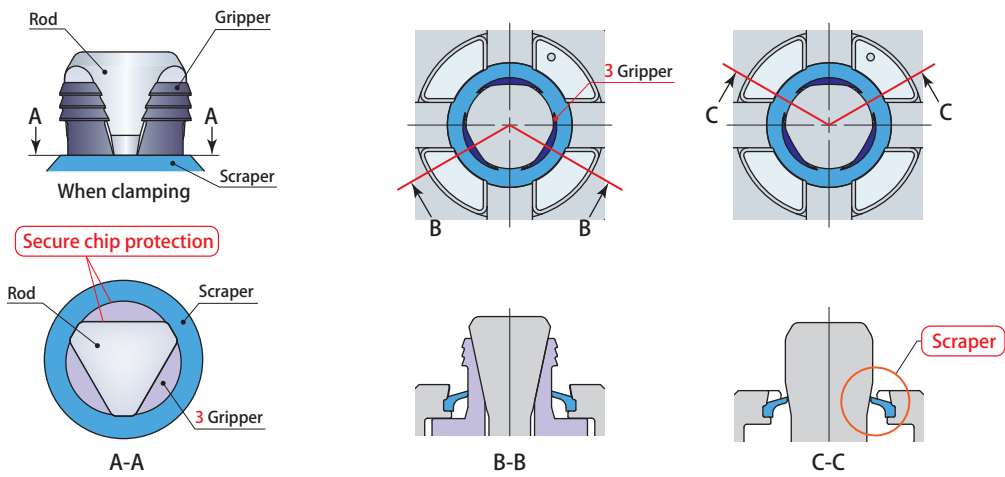 Rod
Gripper
A
A
Scraper
When clamping
3 Gripper
B
B
C
C
Secure chip protection
Rod
Scraper
3 Gripper
A-A
B-B
Scraper
C-C